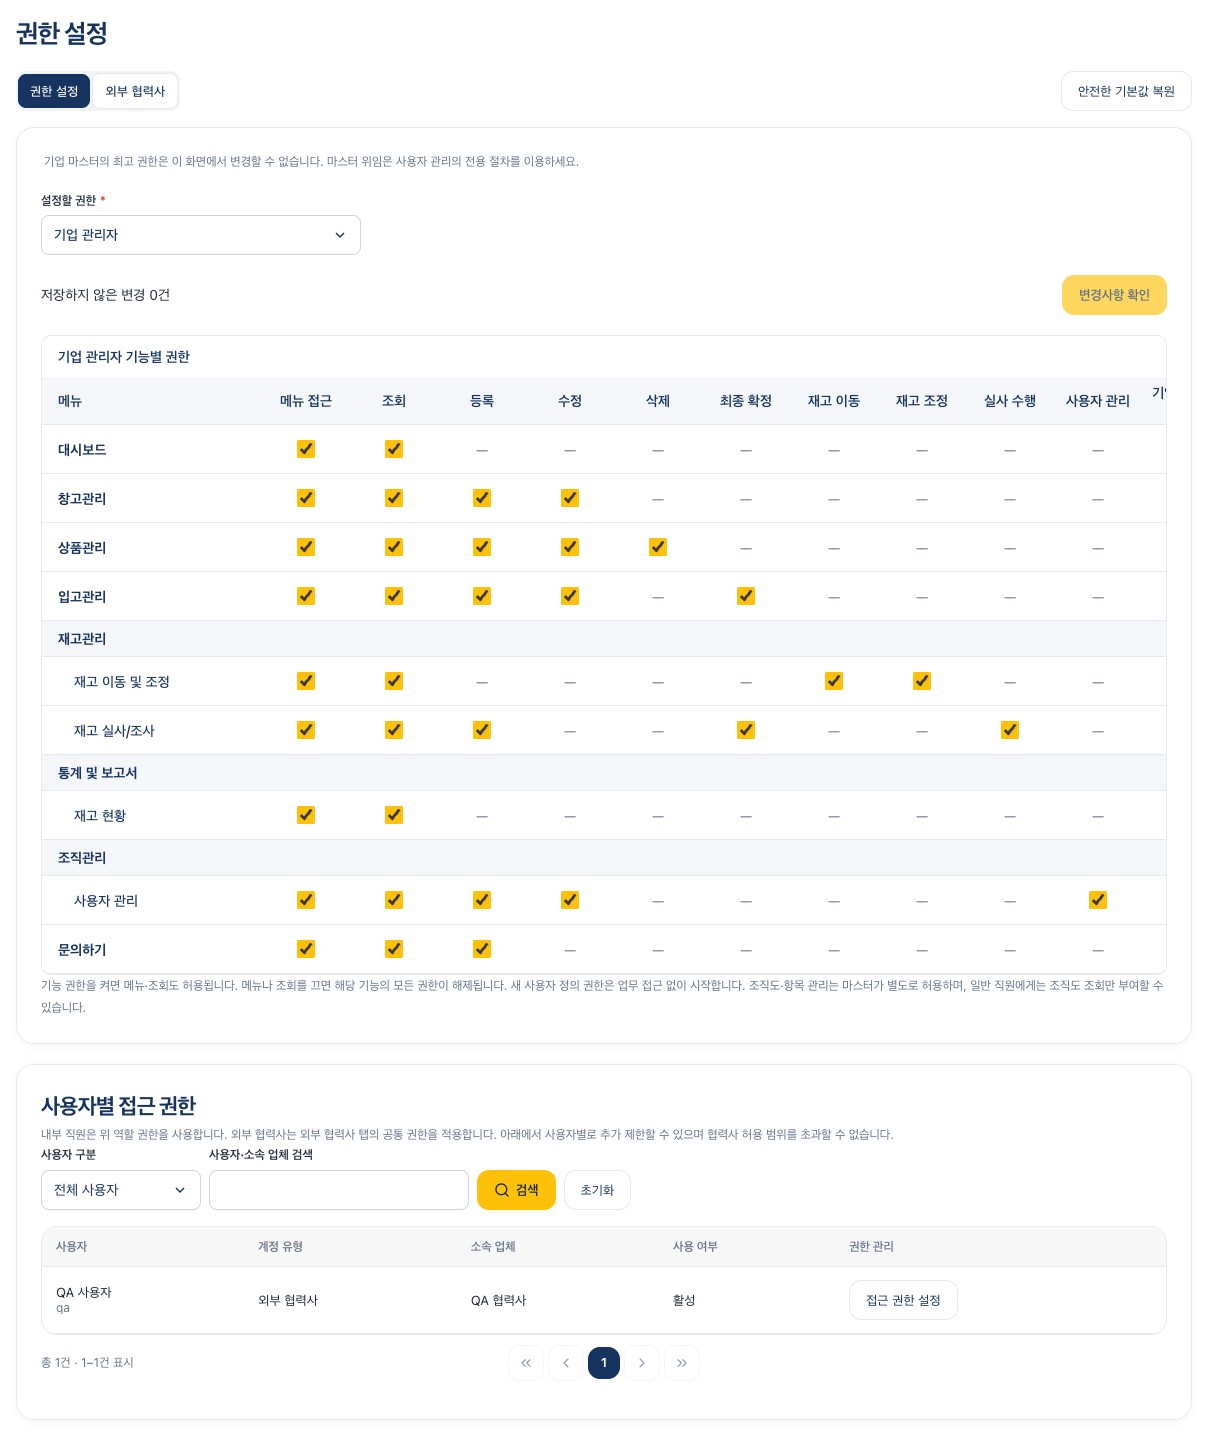 권한 설정
권한 설정 외부 협력사 안전한 기본값 복원
기업 마스터의 최고 권한은 이 화면에서 변경할 수 없습니다. 마스터 위임은 사용자 관리의 전용 절차를 이용하세요.
설정할 권한 *
기업 관리자
저장하지 않은 변경 0건 변경사항 확인
기업 관리자 기능별 권한
메뉴 메뉴 접근 조회 등록 수정 삭제 최종 확정 재고 이동 재고 조정 실사 수행 사용자 관리
대시보드 — — — — — — — —
창고관리 — — — — — —
상품관리 — — — — —
입고관리 — — — — —
재고관리
재고 이동 및 조정 — — — — — —
재고 실사/조사 — — — — —
통계 및 보고서
재고 현황 — — — — — — — —
조직관리
사용자 관리 — — — — —
문의하기 — — — — — — —
기능 권한을 켜면 메뉴·조회도 허용됩니다. 메뉴나 조회를 끄면 해당 기능의 모든 권한이 해제됩니다. 새 사용자 정의 권한은 업무 접근 없이 시작합니다. 조직도·항목 관리는 마스터가 별도로 허용하며, 일반 직원에게는 조직도 조회만 부여할 수
있습니다.
사용자별 접근 권한
내부 직원은 위 역할 권한을 사용합니다. 외부 협력사는 외부 협력사 탭의 공통 권한을 적용합니다. 아래에서 사용자별로 추가 제한할 수 있으며 협력사 허용 범위를 초과할 수 없습니다.
사용자 구분 사용자·소속 업체 검색
전체 사용자 검색 초기화
사용자 계정 유형 소속 업체 사용 여부 권한 관리
QA 사용자 외부 협력사 QA 협력사 활성 접근 권한 설정
qa
총 1건 · 1–1건 표시 « ‹ 1 › »